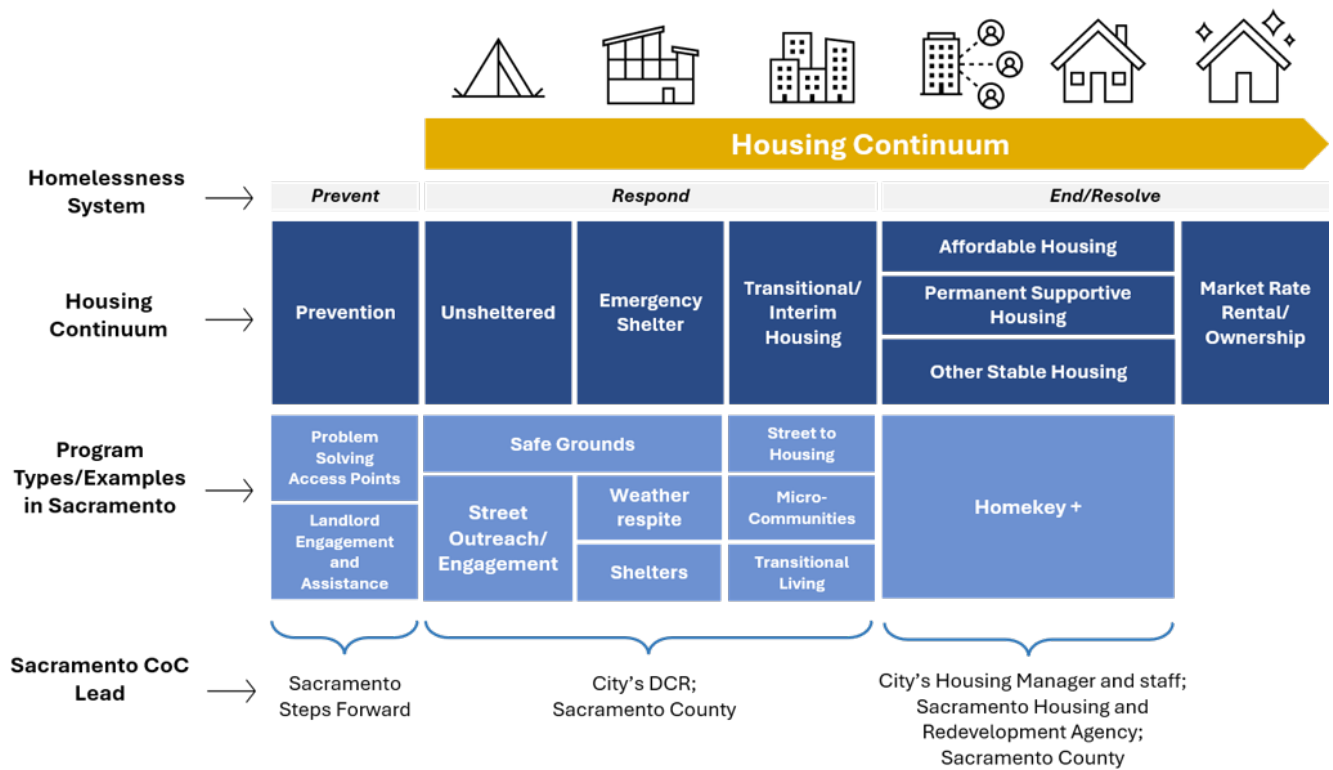 Housing Continuum
Homelessness
System
Prevent
Respond
End/Resolve
Housing
Continuum
Prevention
Unsheltered
Emergency
Shelter
Transitional/
Interim
Housing
Affordable Housing
Permanent Supportive
Housing
Other Stable Housing
Market Rate
Rental/
Ownership
Program
Types/Examples
in Sacramento
Problem
Solving
Access Points
Landlord
Engagement
and
Assistance
Safe Grounds
Street
Outreach/
Engagement
Weather
respite
Shelters
Street to
Housing
Micro-
Communities
Transitional
Living
Homekey +
Sacramento CoC
Lead
Sacramento
Steps Forward
City's DCR;
Sacramento County
City's Housing Manager and staff;
Sacramento Housing and
Redevelopment Agency;
Sacramento County